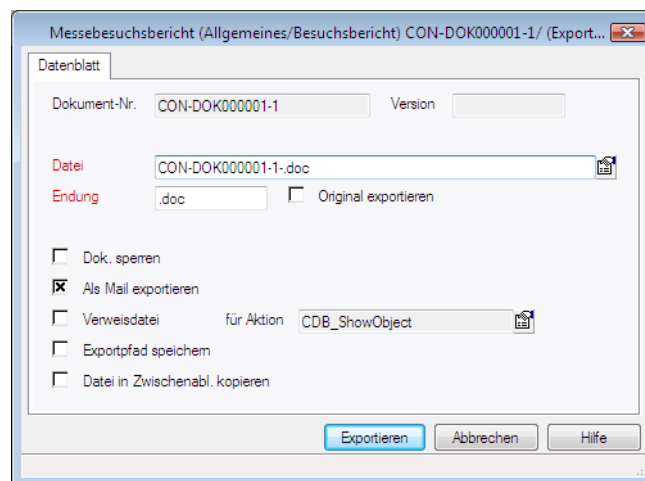 Messebesuchsbericht (Allgemeines/Besuchsbericht) CON-DOK000001-1/ (Export...
Datenblatt
Dokument-Nr. CON-DOK000001-1 Version
Datei CON-DOK000001-1-.doc
Endung .doc Original exportieren
Dok. sperren
Als Mail exportieren
Verweisdatei für Aktion CDB_ShowObject
Exportpfad speichern
Datei in Zwischenabl. kopieren
Exportieren Abbrechen Hilfe